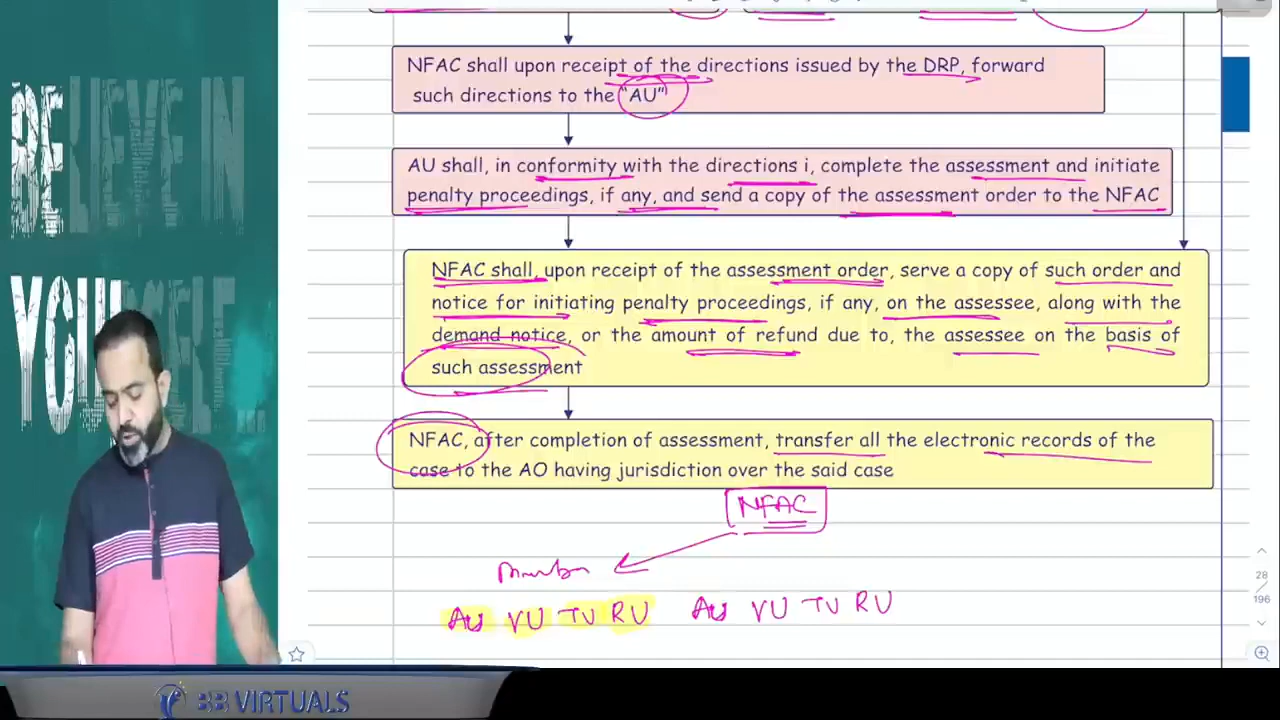 BELIEVE IN
YOURSELF...
NFAC shall upon receipt of the directions issued by the DRP, forward
such directions to the "AU"
AU shall, in conformity with the directions i, complete the assessment and initiate
penalty proceedings, if any, and send a copy of the assessment order to the NFAC
NFAC shall, upon receipt of the assessment order, serve a copy of such order and
notice for initiating penalty proceedings, if any, on the assessee, along with the
demand notice, or the amount of refund due to, the assessee on the basis of
such assessment
NFAC, after completion of assessment, transfer all the electronic records of the
case to the AO having jurisdiction over the said case
NFAC
AU VU TU RU AU VU TU RU
28
196
BB VIRTUALS